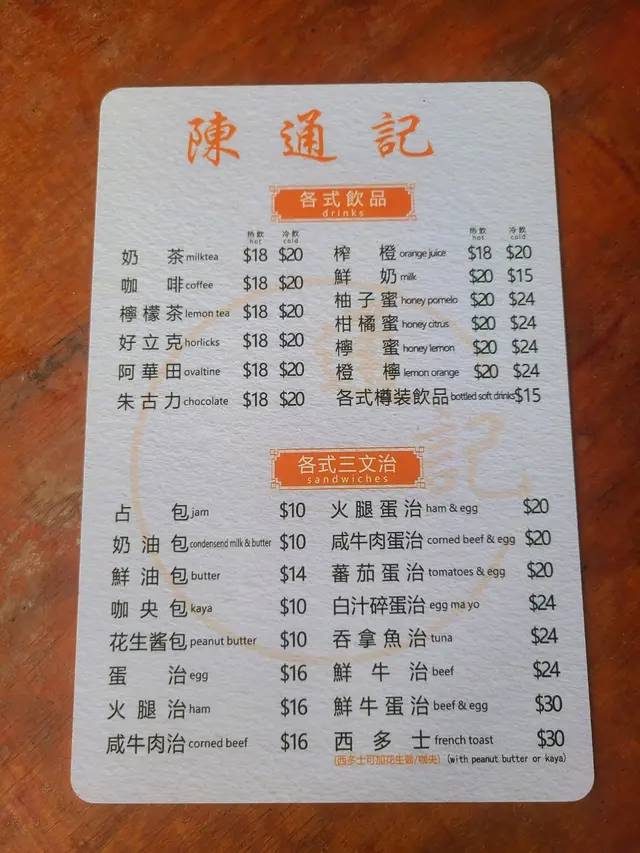 陳通記
各式飲品
drinks
热飲 冷飲
hot cold
奶茶 milktea $18 $20
咖啡 coffee $18 $20
檸檬茶 lemon tea $18 $20
好立克 horlicks $18 $20
阿華田 ovaltine $18 $20
朱古力 chocolate $18 $20
热飲 冷飲
hot cold
榨橙 orange juice $18 $20
鮮奶 milk $20 $15
柚子蜜 honey pomelo $20 $24
柑橘蜜 honey citrus $20 $24
檸蜜 honey lemon $20 $24
橙檸 lemon orange $20 $24
各式樽裝飲品 bottled soft drinks $15
各式三文治
sandwiches
占包 jam $10
奶油包 condensend milk & butter $10
鮮油包 butter $14
咖央包 kaya $10
花生酱包 peanut butter $10
蛋治 egg $16
火腿治 ham $16
咸牛肉治 corned beef $16
火腿蛋治 ham & egg $20
咸牛肉蛋治 corned beef & egg $20
蕃茄蛋治 tomatoes & egg $20
白汁碎蛋治 egg ma yo $24
吞拿魚治 tuna $24
鮮牛治 beef $24
鮮牛蛋治 beef & egg $30
西多士 french toast $30
(西多士可加花生酱/咖央) (with peanut butter or kaya)
記